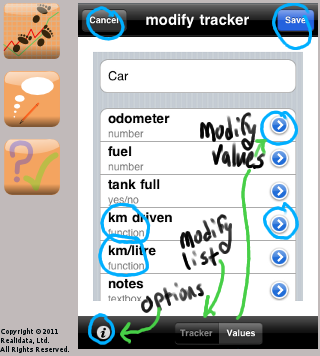 Cancel modify tracker Save
Car
odometer
number
modify
values
fuel
number
tank full
yes/no
km driven
function
modify
list
km/litre
function
notes
textbox
options
Tracker Values
Copyright © 2011
Realidata, Ltd.
All Rights Reserved.